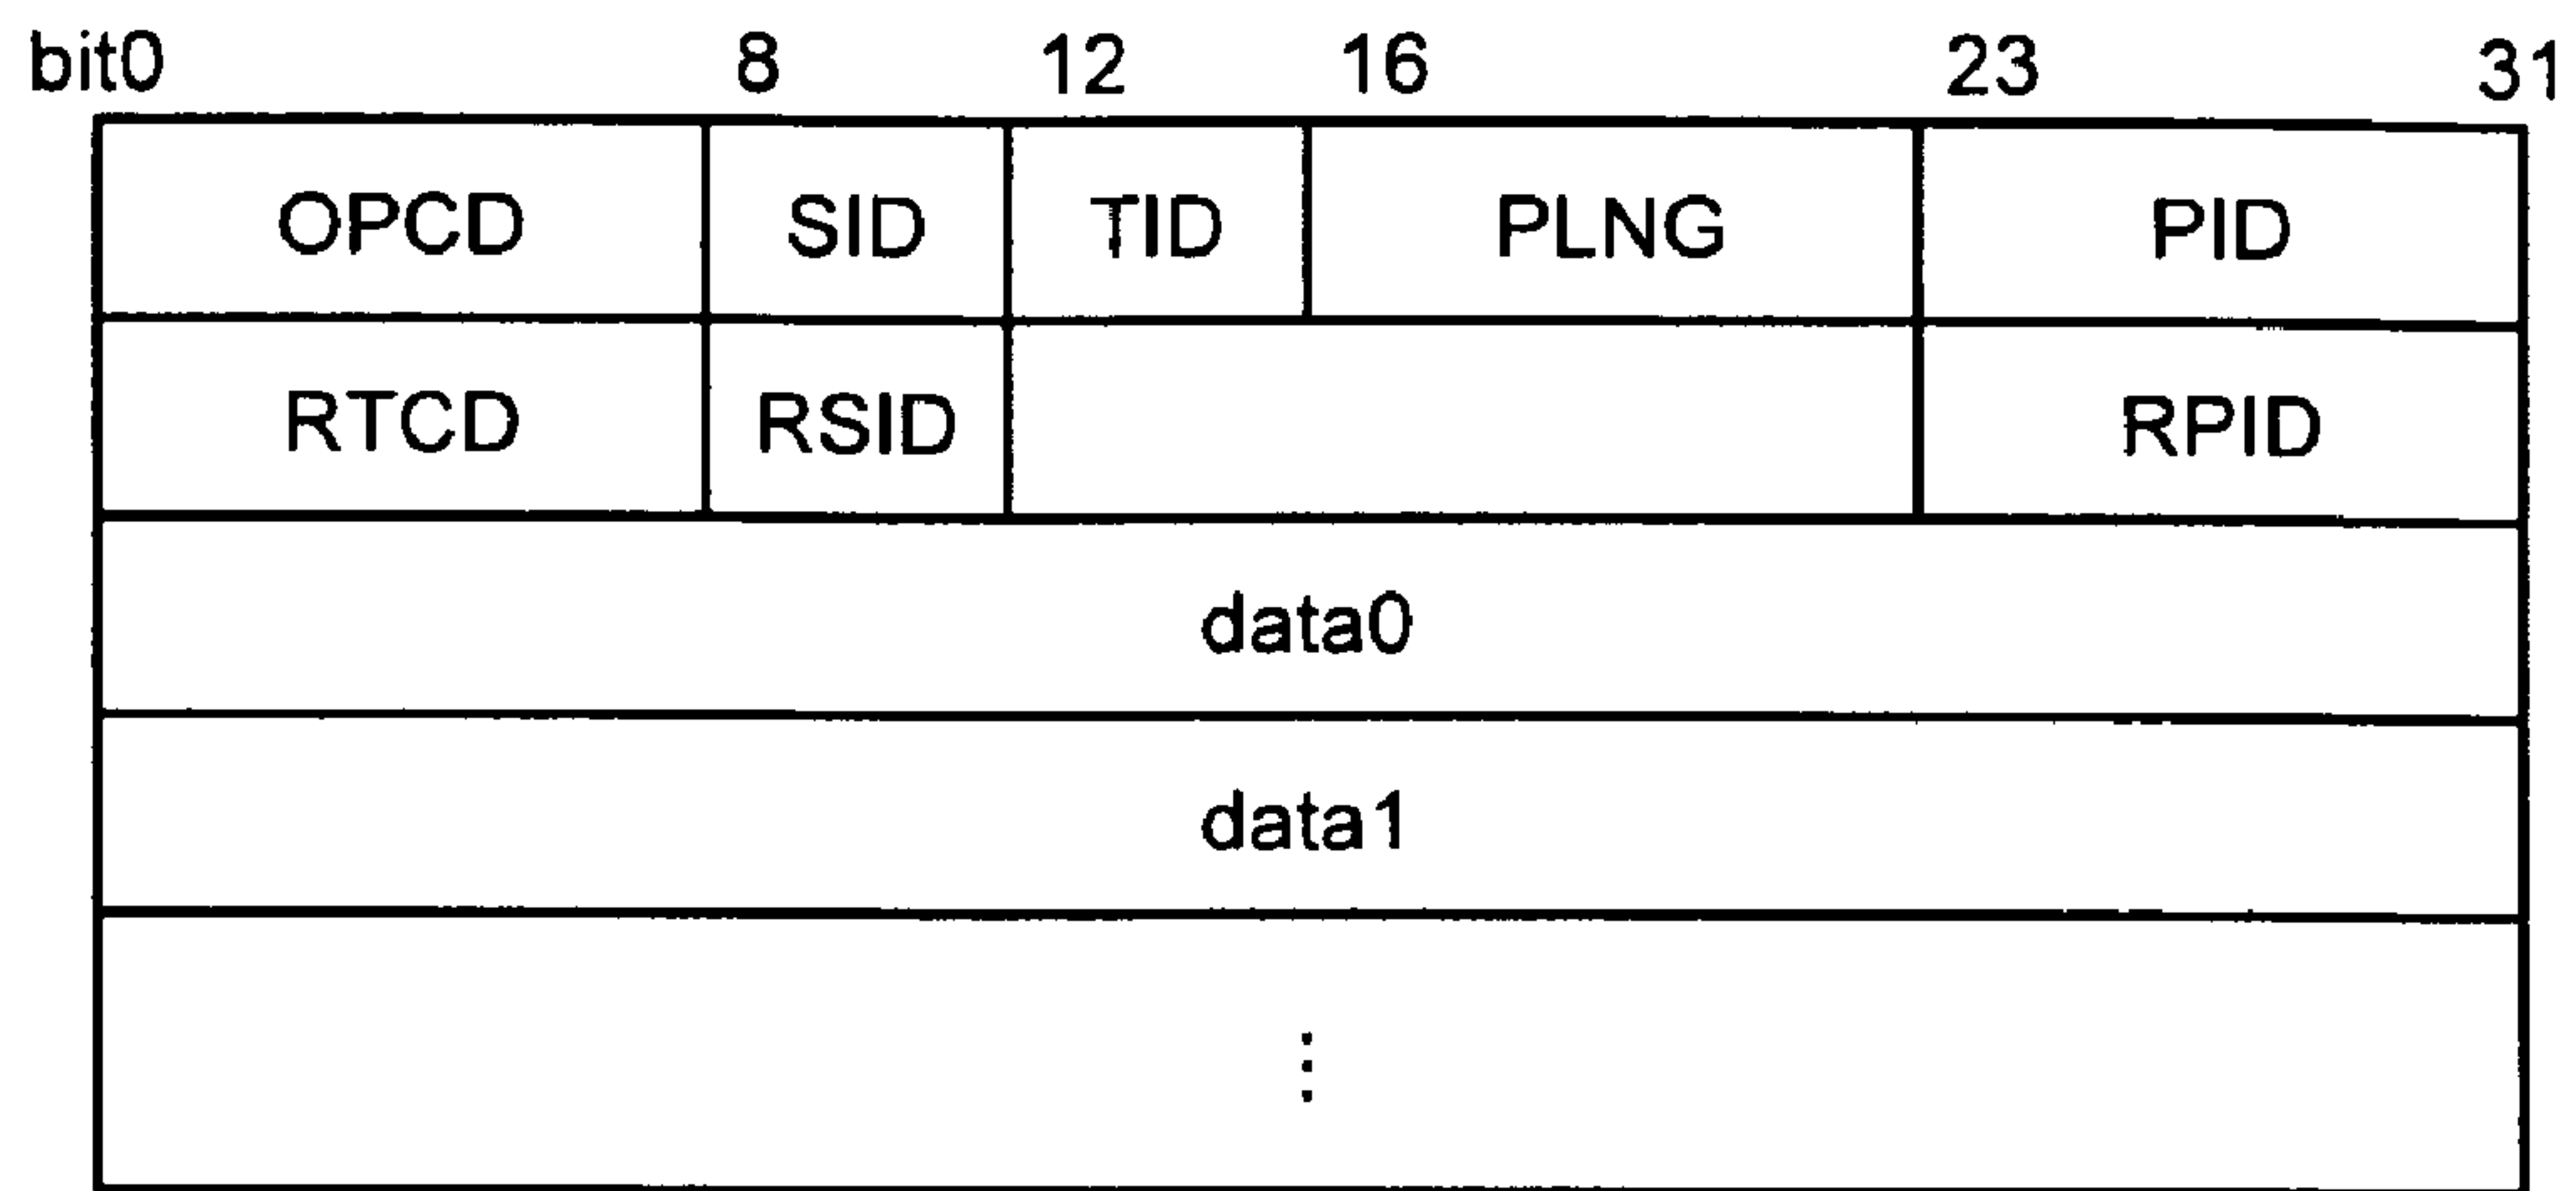 bit0 8 12 16 23 31
OPCD SID TID PLNG PID
RTCD RSID RPID
data0
data1
⋮